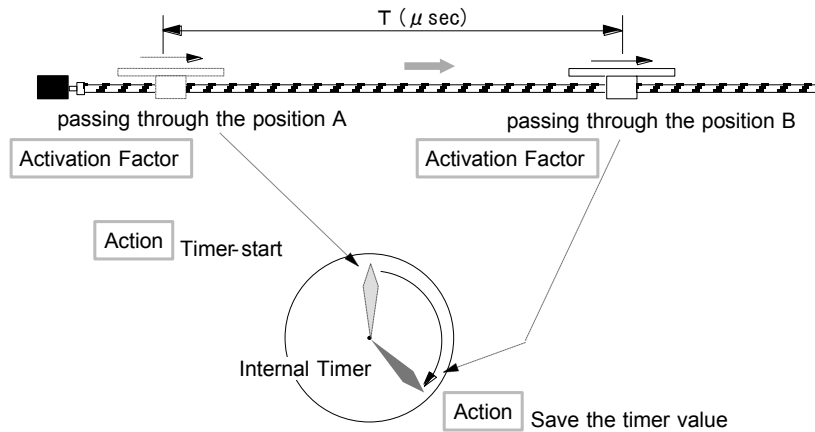 T (μ sec)
passing through the position A
passing through the position B
Activation Factor
Activation Factor
Action
Timer-start
Internal Timer
Action
Save the timer value